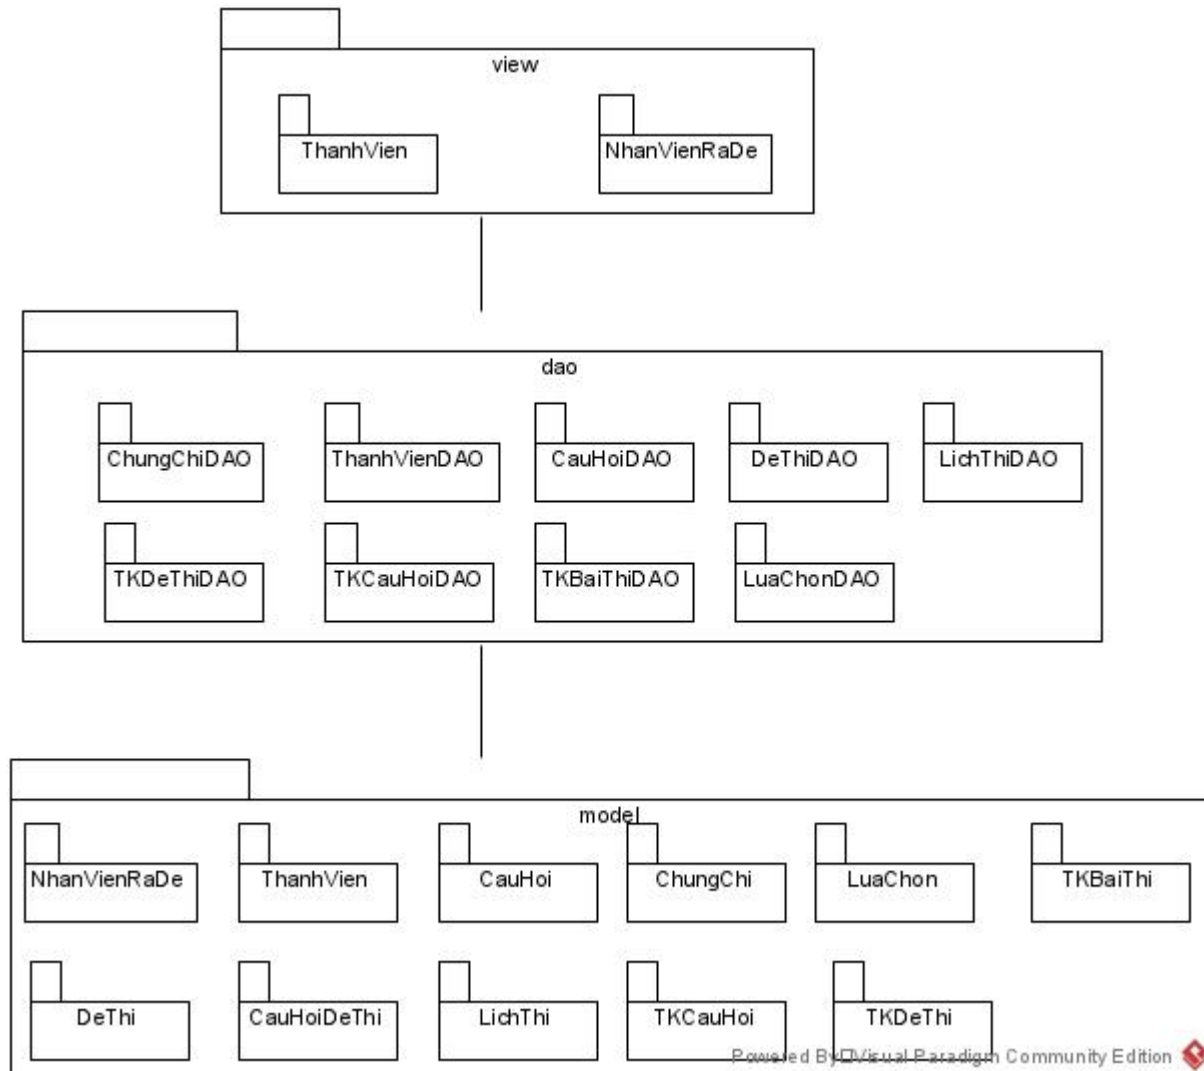 view
ThanhVien NhanVienRaDe
dao
ChungChiDAO ThanhVienDAO CauHoiDAO DeThiDAO LichThiDAO
TKDeThiDAO TKCauHoiDAO TKBaiThiDAO LuaChonDAO
model
NhanVienRaDe ThanhVien CauHoi ChungChi LuaChon TKBaiThi
DeThi CauHoiDeThi LichThi TKCauHoi TKDeThi
Powered By Visual Paradigm Community Edition